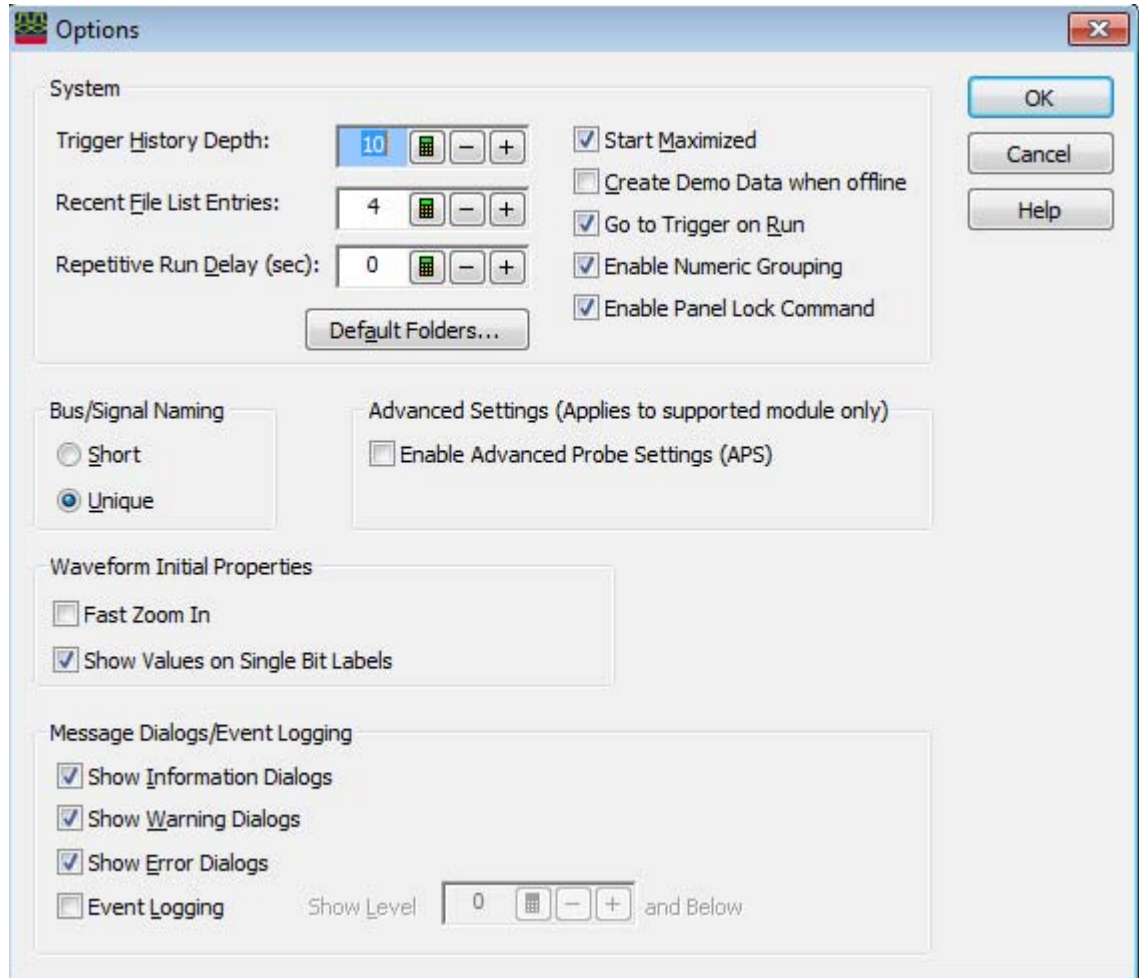 Options
System
Trigger History Depth: 10
Recent File List Entries: 4
Repetitive Run Delay (sec): 0
Default Folders...
Start Maximized
Create Demo Data when offline
Go to Trigger on Run
Enable Numeric Grouping
Enable Panel Lock Command
OK
Cancel
Help
Bus/Signal Naming
Short
Unique
Advanced Settings (Applies to supported module only)
Enable Advanced Probe Settings (APS)
Waveform Initial Properties
Fast Zoom In
Show Values on Single Bit Labels
Message Dialogs/Event Logging
Show Information Dialogs
Show Warning Dialogs
Show Error Dialogs
Event Logging Show Level 0 and Below